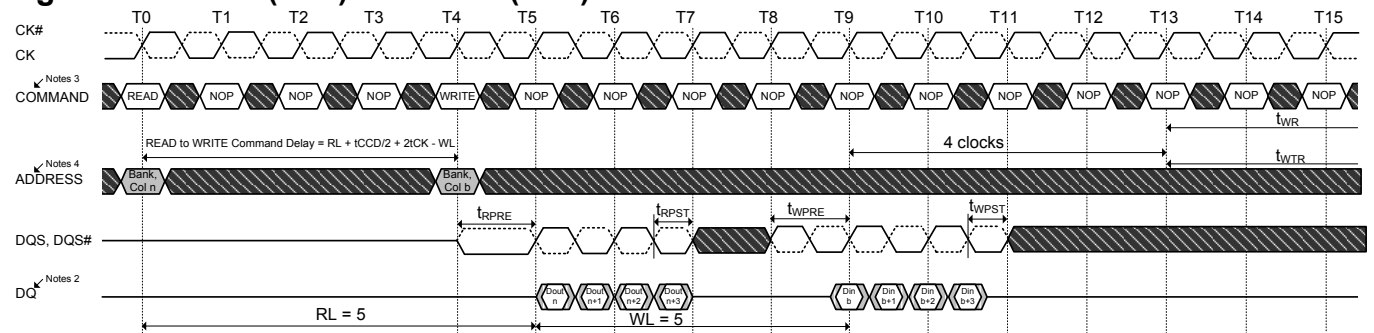 T0 T1 T2 T3 T4 T5 T6 T7 T8 T9 T10 T11 T12 T13 T14 T15
CK#
CK
Notes 3
COMMAND READ NOP NOP NOP WRITE NOP NOP NOP NOP NOP NOP NOP NOP NOP NOP NOP
tWR
READ to WRITE Command Delay = RL + tCCD/2 + 2tCK - WL
4 clocks
tWTR
Notes 4
ADDRESS
Bank, Col n
Bank, Col b
tRPRE tRPST tWPRE tWPST
DQS, DQS#
Notes 2
DQ
Dout n
Dout n+1
Dout n+2
Dout n+3
Din b
Din b+1
Din b+2
Din b+3
RL = 5 WL = 5